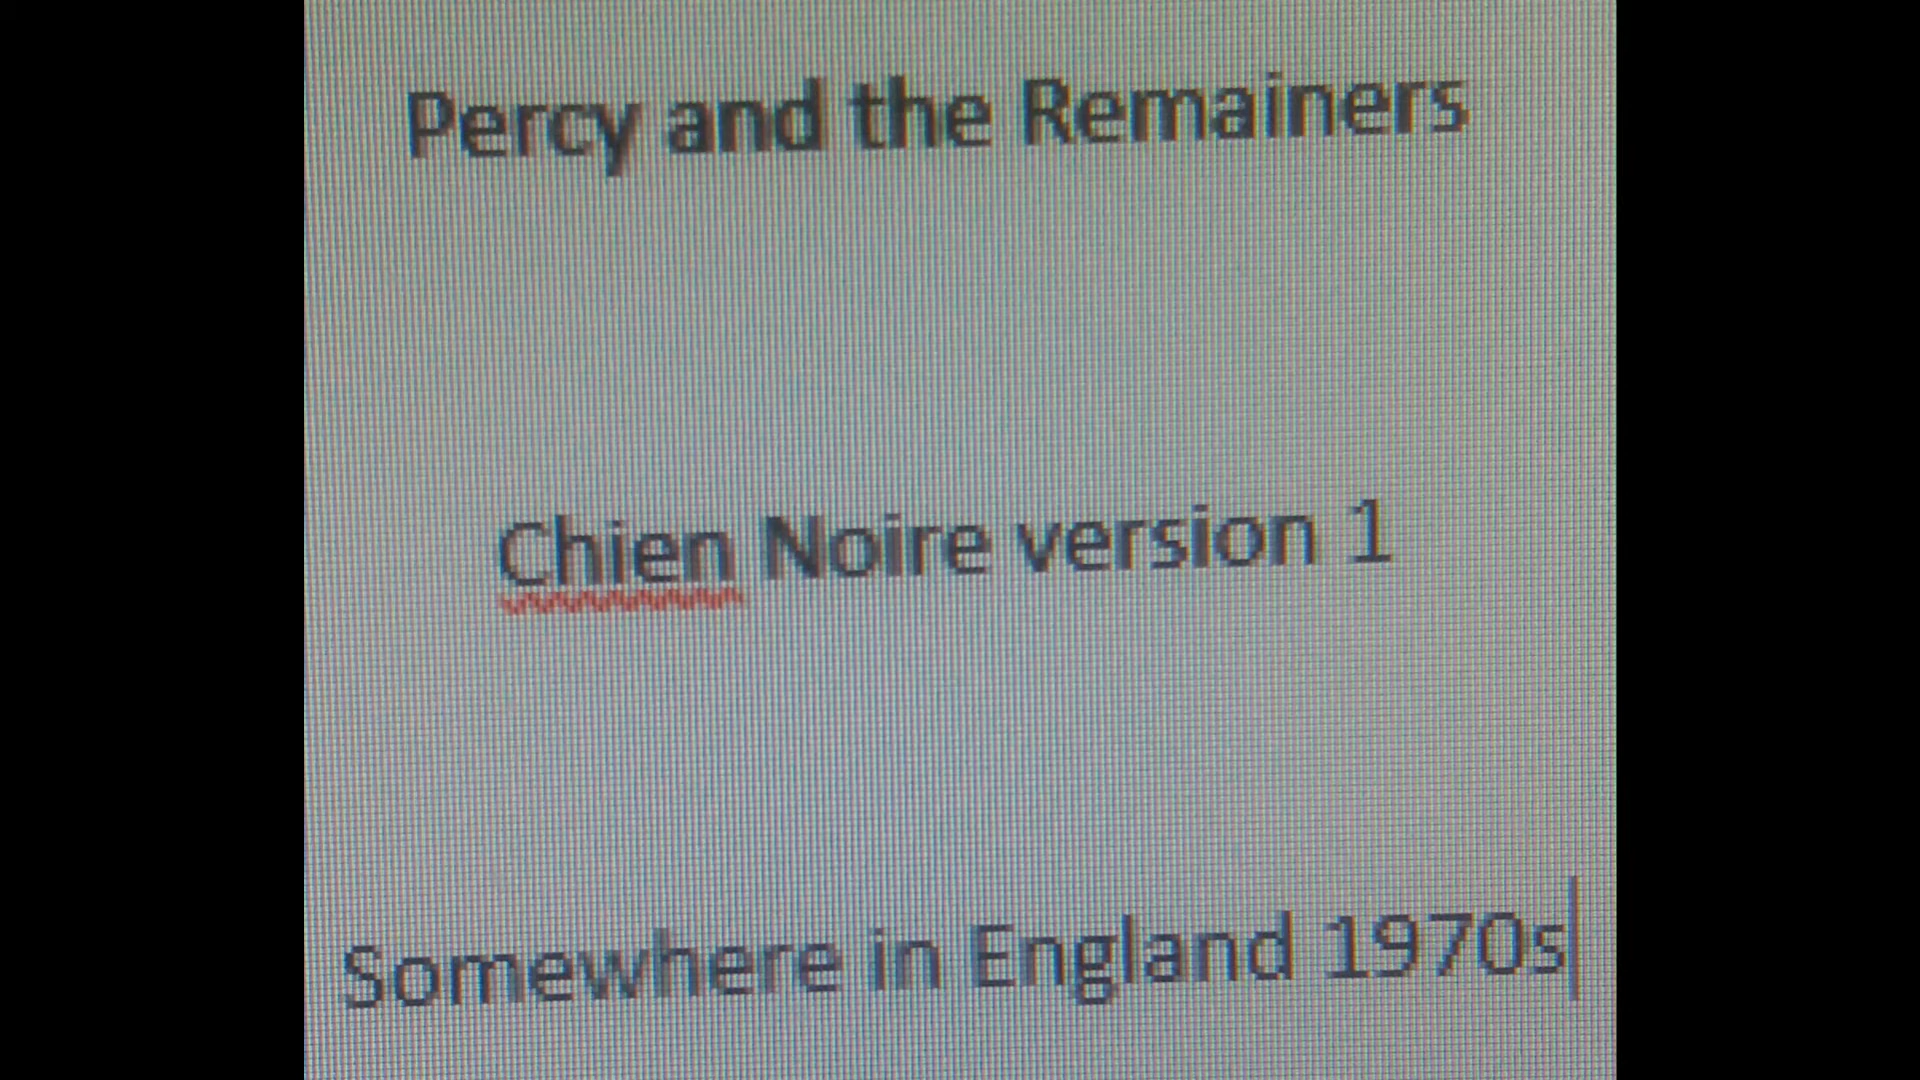 Percy and the Remainers
Chien Noire version 1
Somewhere in England 1970s